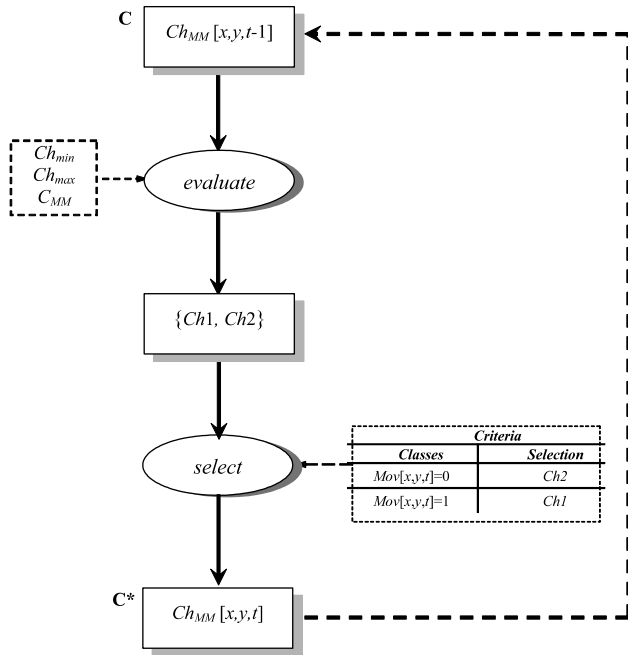 C
Ch_MM [x,y,t-1]
Ch_min
Ch_max
C_MM
evaluate
{Ch1, Ch2}
select
Criteria
Classes Selection
Mov[x,y,t]=0 Ch2
Mov[x,y,t]=1 Ch1
C*
Ch_MM [x,y,t]